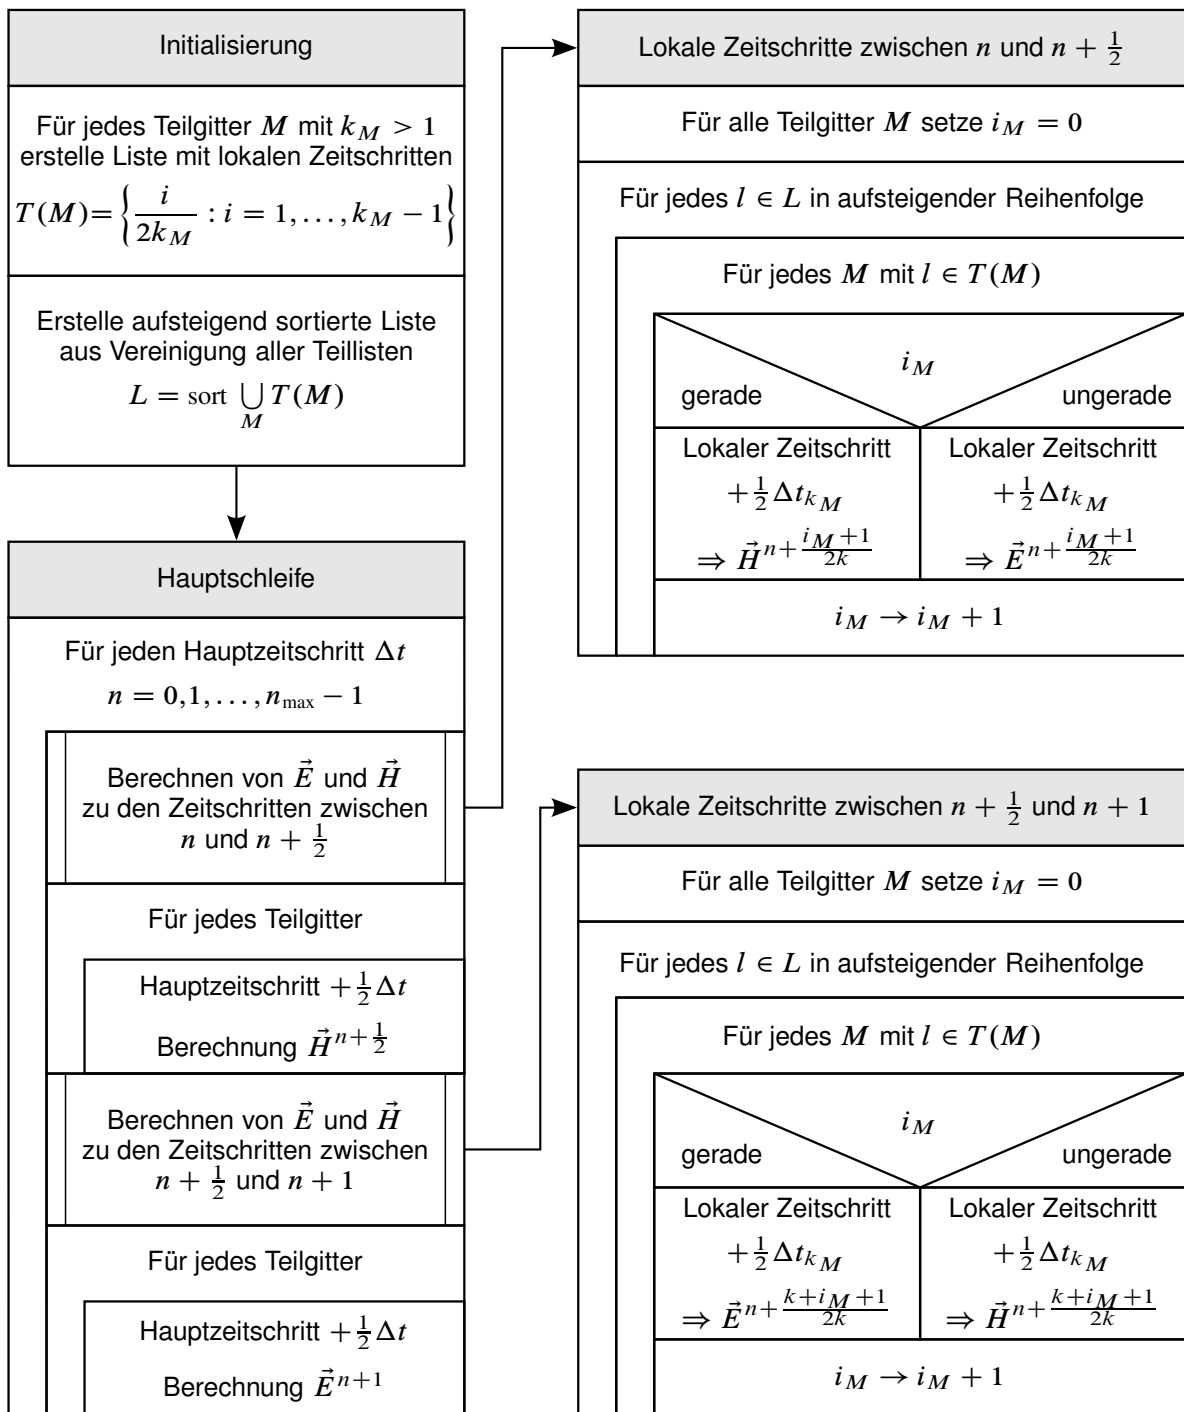 Initialisierung
Für jedes Teilgitter M mit k_M > 1
erstelle Liste mit lokalen Zeitschritten
T(M)= { i / 2k_M : i = 1, . . . , k_M − 1 }
Erstelle aufsteigend sortierte Liste
aus Vereinigung aller Teillisten
L = sort ⋃_M T(M)
Hauptschleife
Für jeden Hauptzeitschritt Δt
n = 0,1, . . . , n_max − 1
Berechnen von E⃗ und H⃗
zu den Zeitschritten zwischen
n und n + 1/2
Für jedes Teilgitter
Hauptzeitschritt + 1/2 Δt
Berechnung H⃗^{n+1/2}
Berechnen von E⃗ und H⃗
zu den Zeitschritten zwischen
n + 1/2 und n + 1
Für jedes Teilgitter
Hauptzeitschritt + 1/2 Δt
Berechnung E⃗^{n+1}
Lokale Zeitschritte zwischen n und n + 1/2
Für alle Teilgitter M setze i_M = 0
Für jedes l ∈ L in aufsteigender Reihenfolge
Für jedes M mit l ∈ T(M)
i_M
gerade ungerade
Lokaler Zeitschritt Lokaler Zeitschritt
+ 1/2 Δt_{k_M} + 1/2 Δt_{k_M}
⇒ H⃗^{n+(i_M+1)/2k} ⇒ E⃗^{n+(i_M+1)/2k}
i_M → i_M + 1
Lokale Zeitschritte zwischen n + 1/2 und n + 1
Für alle Teilgitter M setze i_M = 0
Für jedes l ∈ L in aufsteigender Reihenfolge
Für jedes M mit l ∈ T(M)
i_M
gerade ungerade
Lokaler Zeitschritt Lokaler Zeitschritt
+ 1/2 Δt_{k_M} + 1/2 Δt_{k_M}
⇒ E⃗^{n+(k+i_M+1)/2k} ⇒ H⃗^{n+(k+i_M+1)/2k}
i_M → i_M + 1